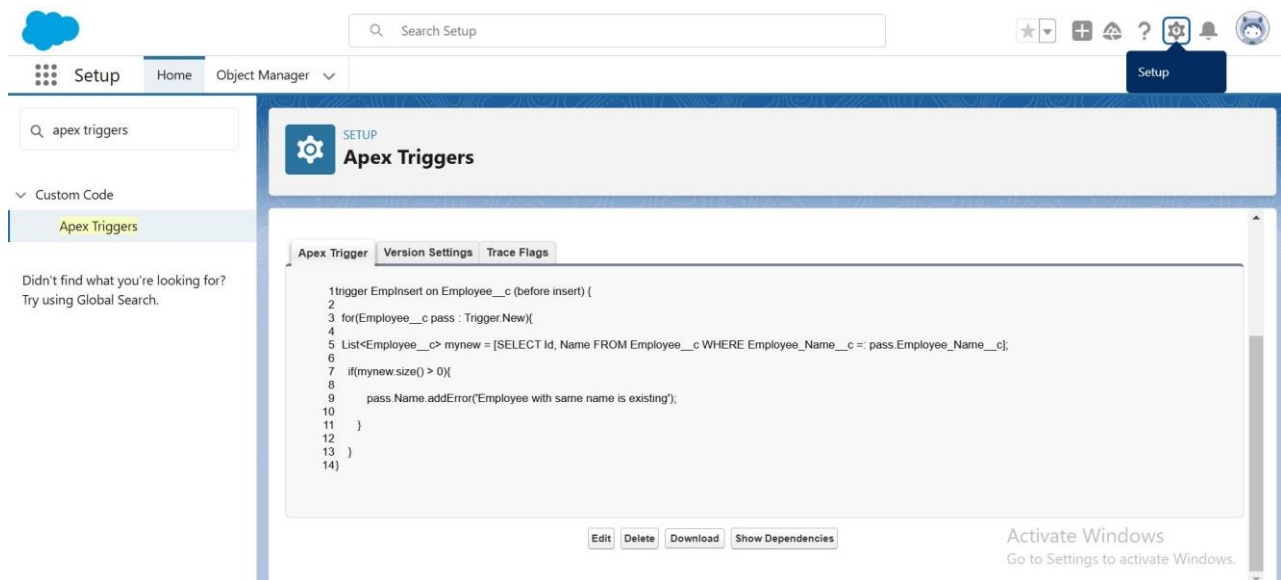 Search Setup
Setup
Setup Home Object Manager
apex triggers
Custom Code
Apex Triggers
Didn't find what you're looking for?
Try using Global Search.
SETUP
Apex Triggers
Apex Trigger Version Settings Trace Flags
1trigger EmpInsert on Employee__c (before insert) {
2
3 for(Employee__c pass : Trigger.New){
4
5 List<Employee__c> mynew = [SELECT Id, Name FROM Employee__c WHERE Employee_Name__c =: pass.Employee_Name__c];
6
7 if(mynew.size() > 0){
8
9 pass.Name.addError('Employee with same name is existing');
10
11 }
12
13 }
14}
Edit Delete Download Show Dependencies
Activate Windows
Go to Settings to activate Windows.